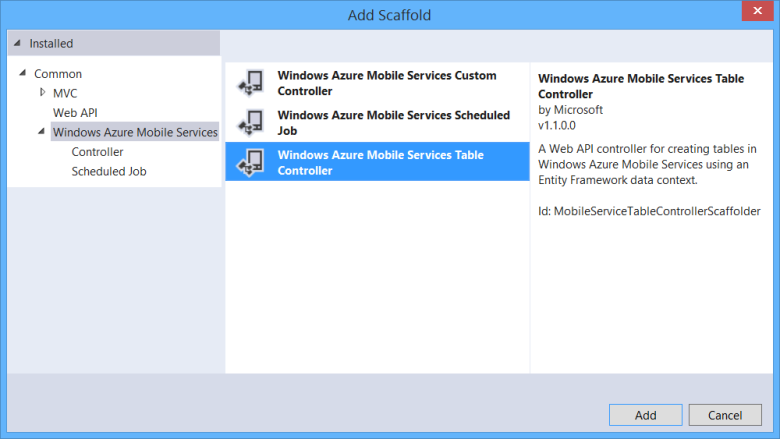 Add Scaffold
Installed
Common
MVC
Web API
Windows Azure Mobile Services
Controller
Scheduled Job
Windows Azure Mobile Services Custom
Controller
Windows Azure Mobile Services Scheduled
Job
Windows Azure Mobile Services Table
Controller
Windows Azure Mobile Services Table
Controller
by Microsoft
v1.1.0.0
A Web API controller for creating tables in
Windows Azure Mobile Services using an
Entity Framework data context.
Id: MobileServiceTableControllerScaffolder
Add
Cancel